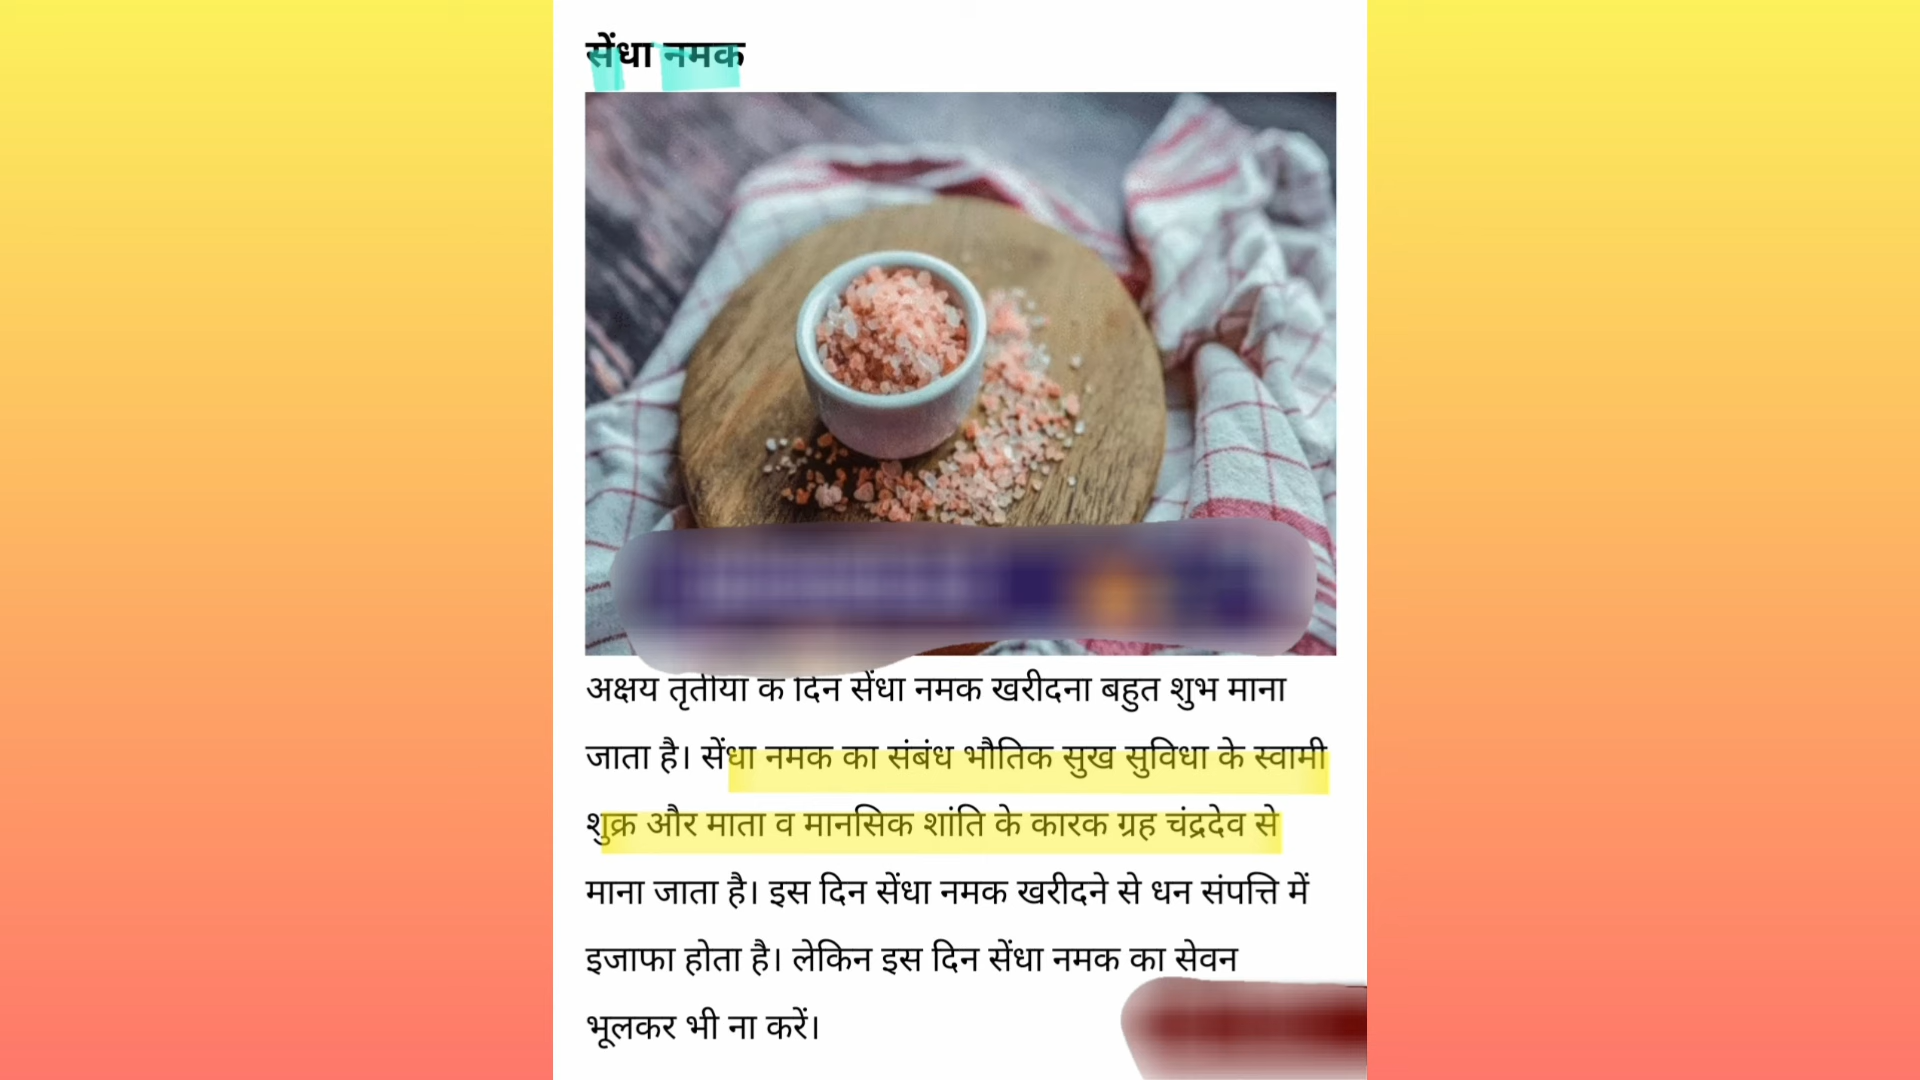 सेंधा नमक
अक्षय तृतीया के दिन सेंधा नमक खरीदना बहुत शुभ माना
जाता है। सेंधा नमक का संबंध भौतिक सुख सुविधा के स्वामी
शुक्र और माता व मानसिक शांति के कारक ग्रह चंद्रदेव से
माना जाता है। इस दिन सेंधा नमक खरीदने से धन संपत्ति में
इजाफा होता है। लेकिन इस दिन सेंधा नमक का सेवन
भूलकर भी ना करें।